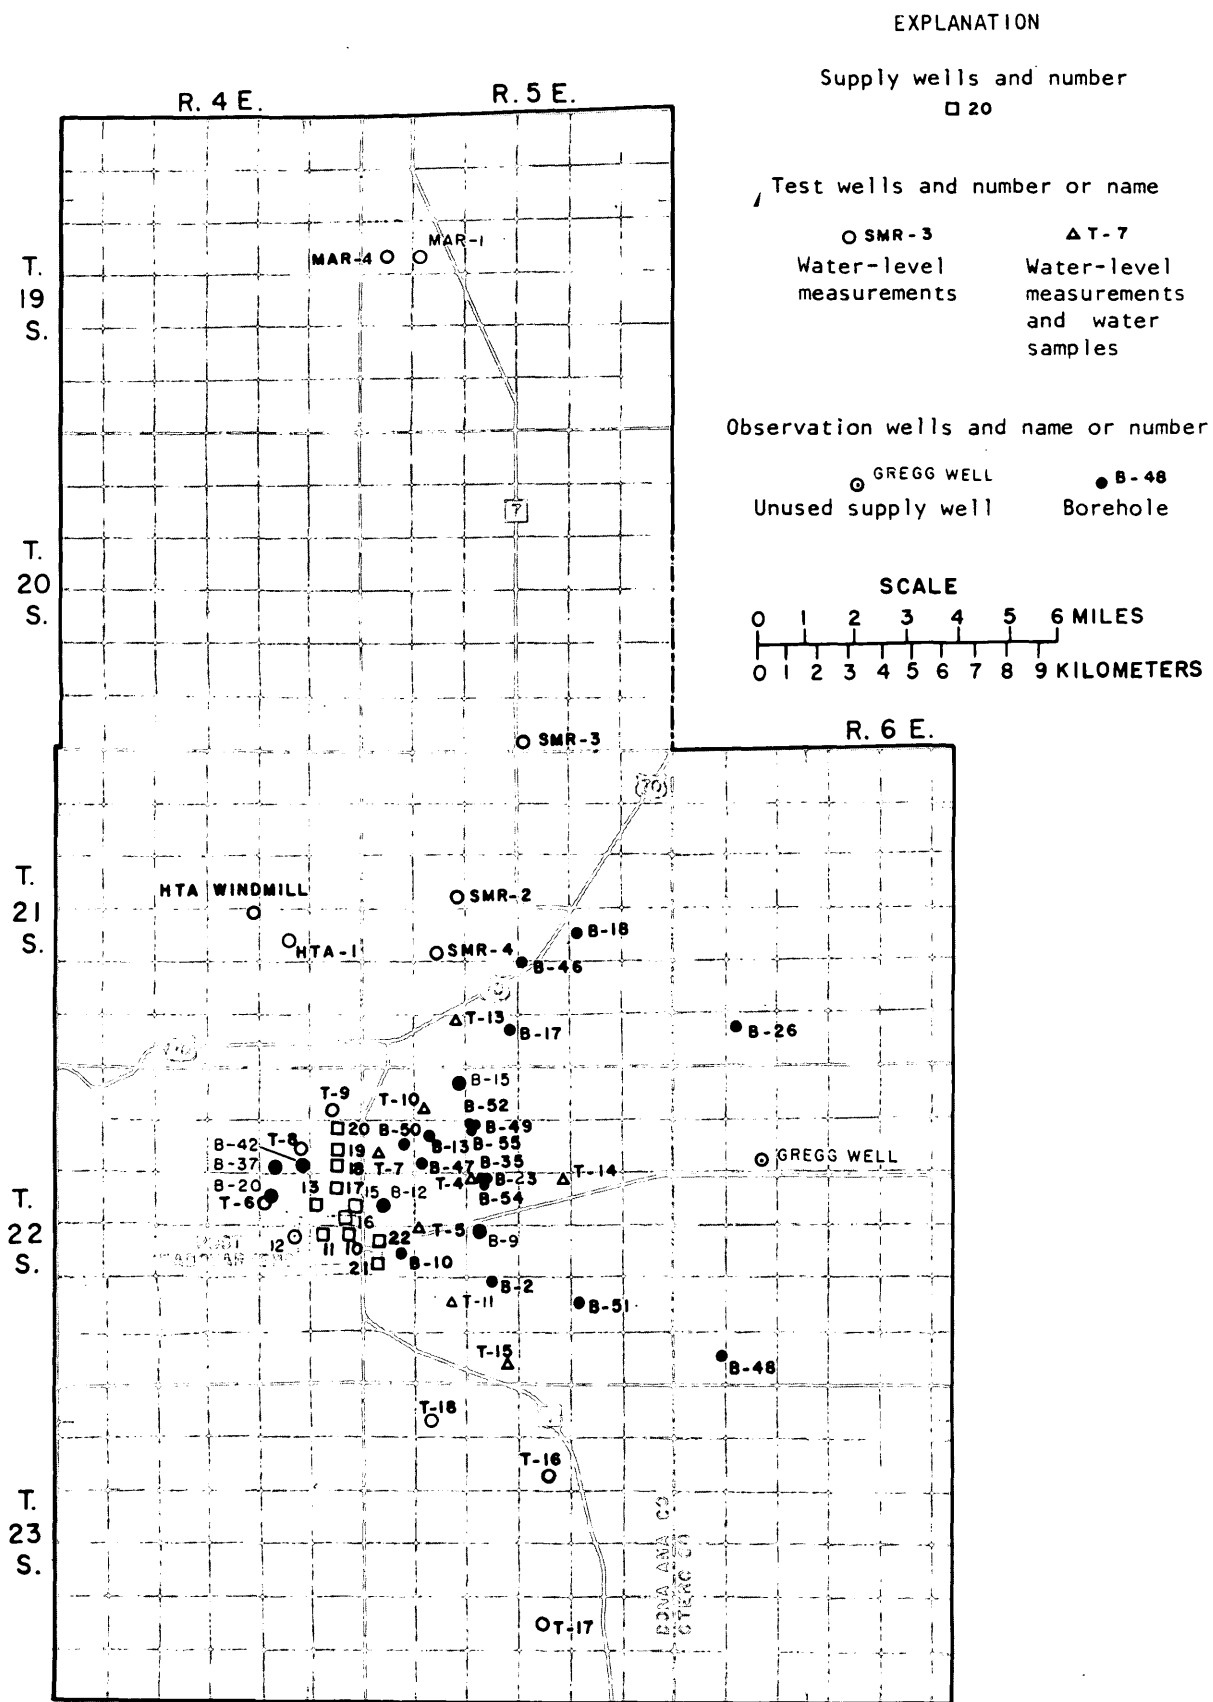 EXPLANATION
Supply wells and number
20
Test wells and number or name
SMR-3
T-7
Water-level
measurements
Water-level
measurements
and water
samples
Observation wells and name or number
GREGG WELL
B-48
Unused supply well
Borehole
SCALE
0 1 2 3 4 5 6 MILES
0 1 2 3 4 5 6 7 8 9 KILOMETERS
R. 4 E.
R. 5 E.
R. 6 E.
T.
19
S.
MAR-4
MAR-1
7
T.
20
S.
SMR-3
70
T.
21
S.
HTA WINDMILL
HTA-1
SMR-2
SMR-4
B-18
B-46
T-13
B-17
B-26
B-15
T-9
T-10
B-52
20
B-50
B-49
B-42
T-8
19
B-13
B-55
B-37
18
T-7
B-47
B-35
T-14
GREGG WELL
B-20
17
T-4
B-23
T-6
13
15
B-12
B-54
T.
22
S.
16
T-5
12
11
10
22
B-9
21
B-10
B-2
T-11
B-51
T-15
B-48
T-18
T-16
T.
23
S.
DONA ANA CO
OTERO CO
T-17